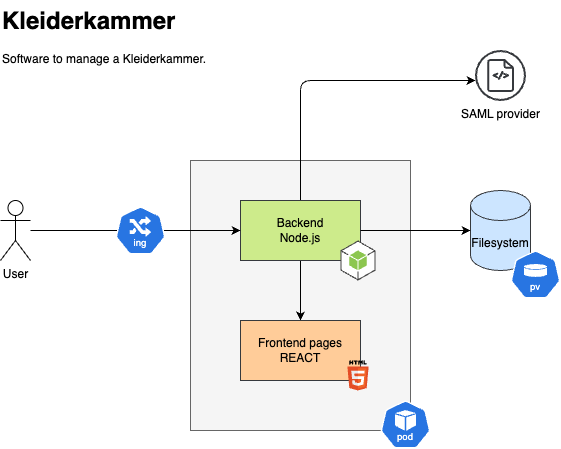 Kleiderkammer
Software to manage a Kleiderkammer.
</>
SAML provider
Backend
Node.js
ing
User
Filesystem
pv
Frontend pages
REACT
HTML
5
pod